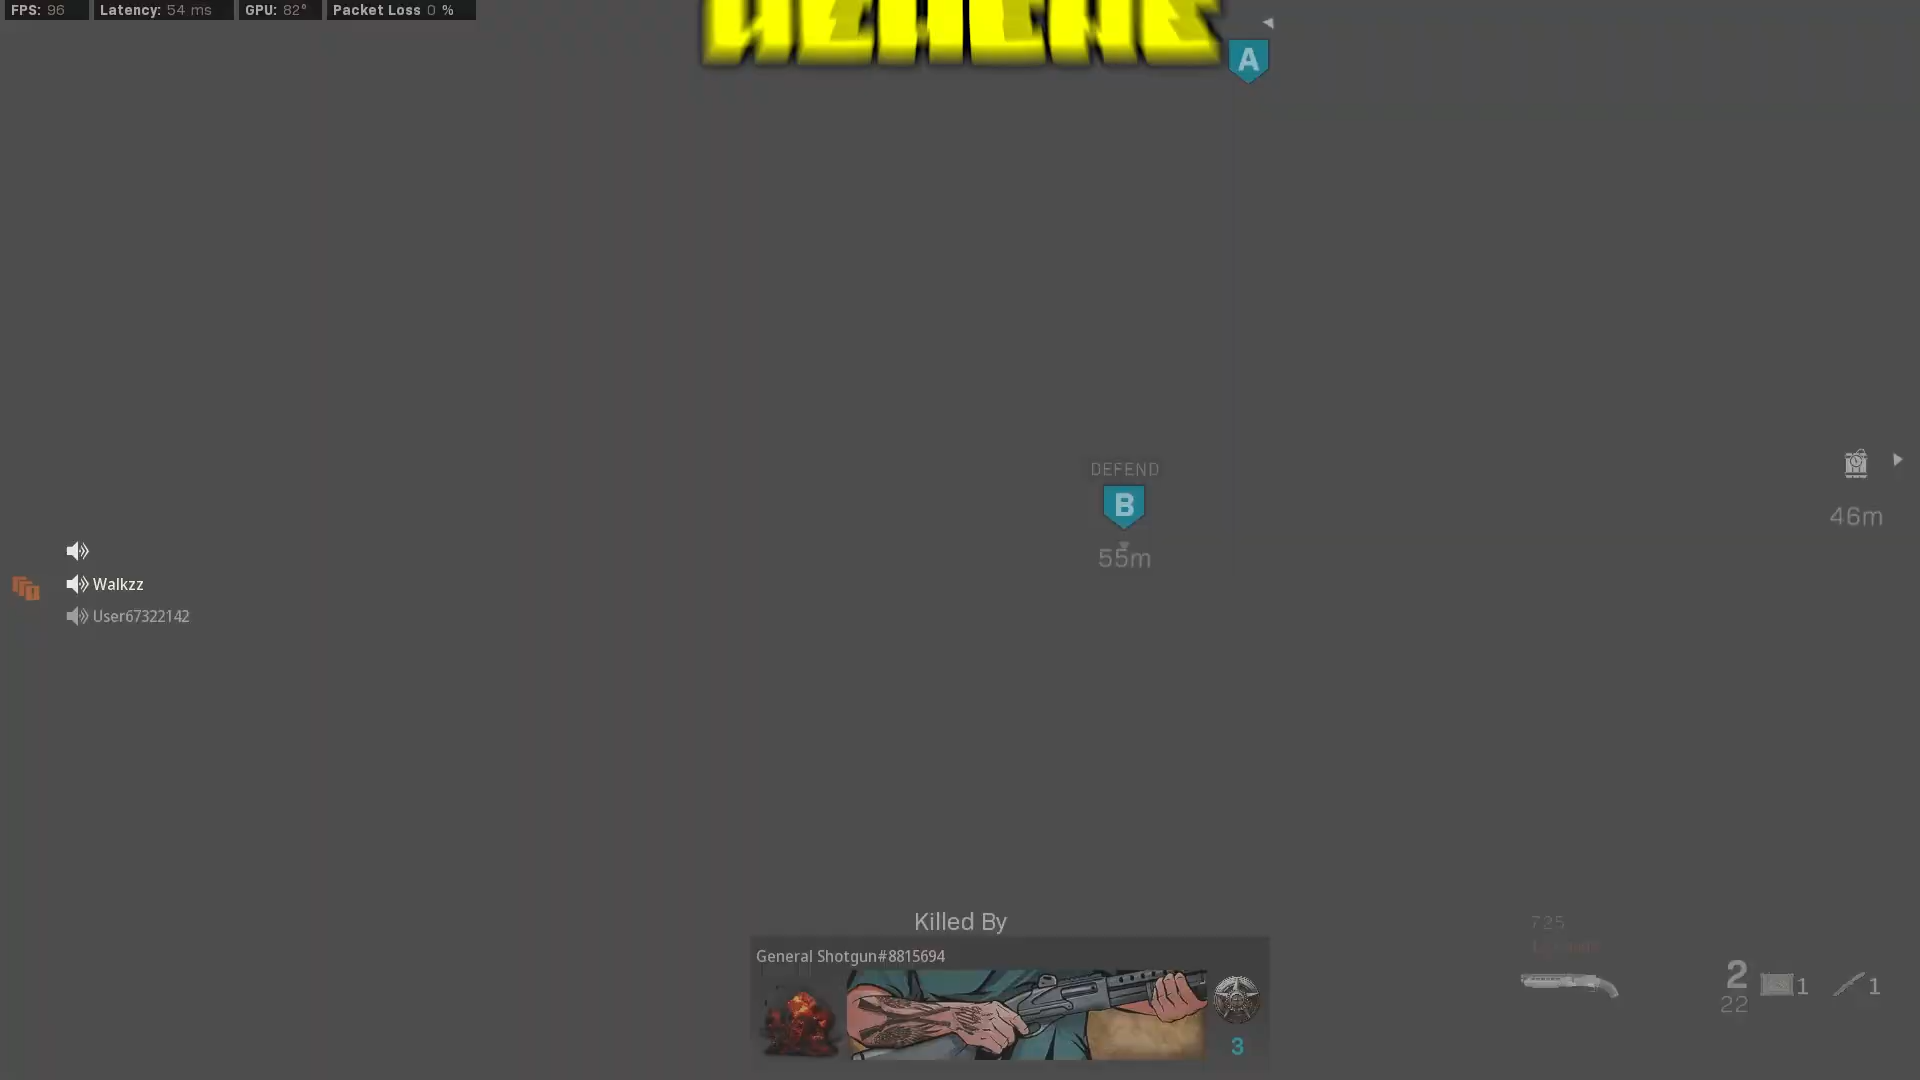 FPS: 96 Latency: 54 ms GPU: 82° Packet Loss 0 %
A
DEFEND
B
55m
46m
Walkzz
User67322142
Killed By
General Shotgun#8815694
3
725
2
22
1
1